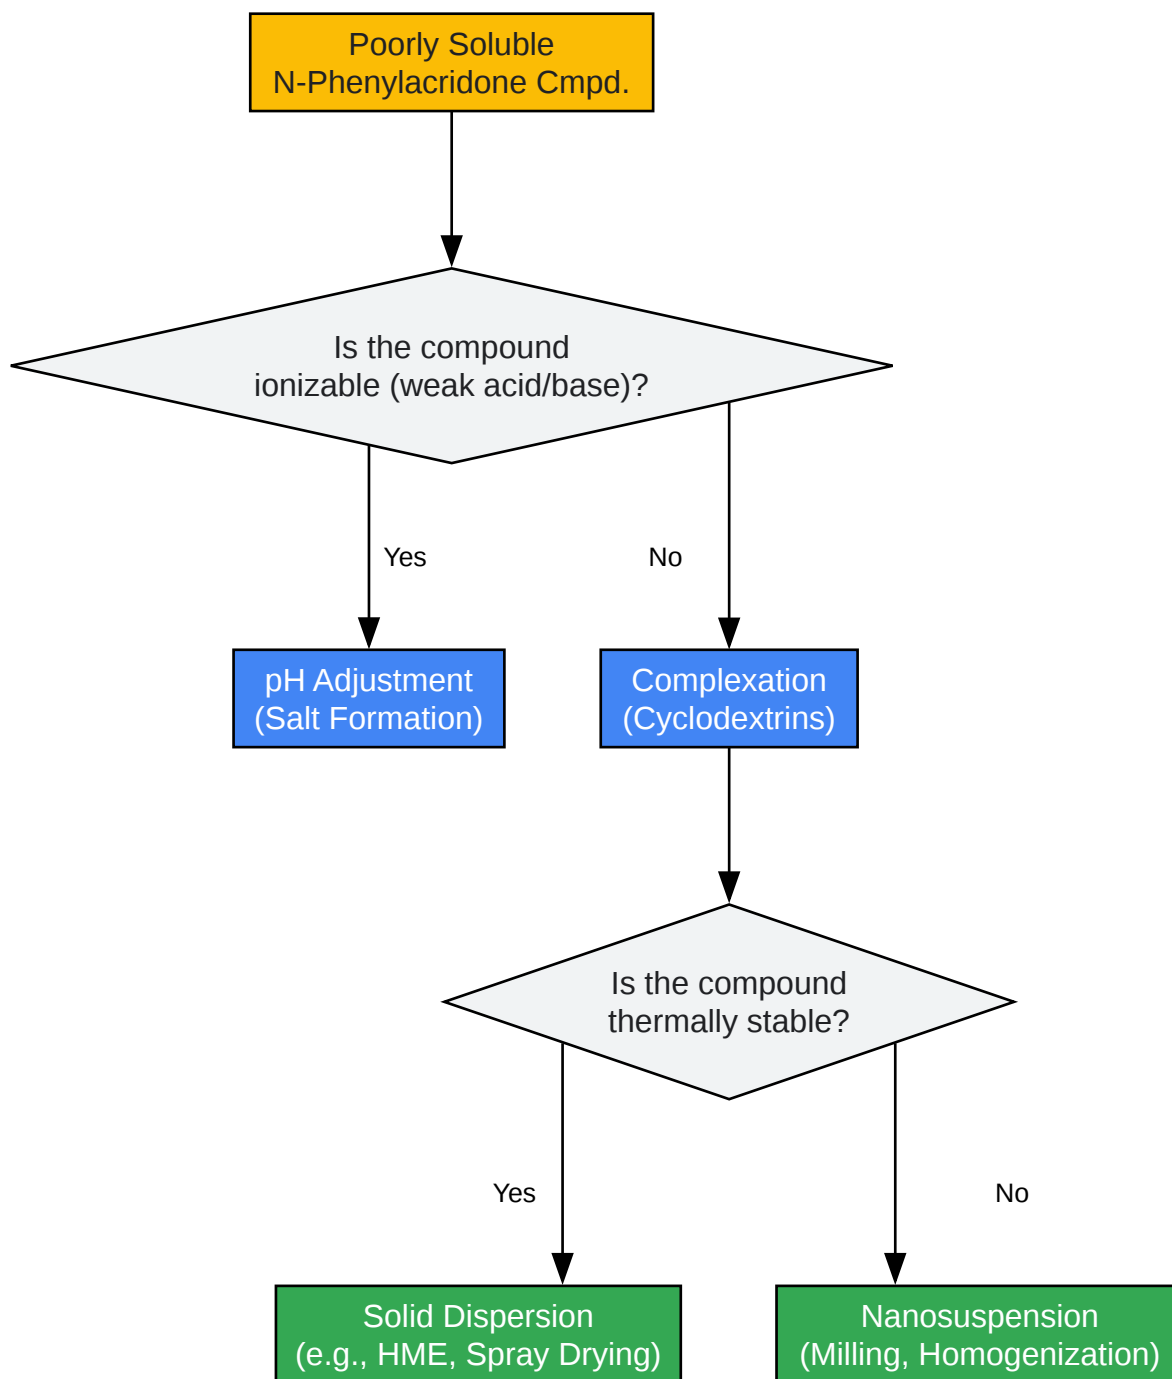 Poorly Soluble
N-Phenylacridone Cmpd.
Is the compound
ionizable (weak acid/base)?
Yes
No
pH Adjustment
(Salt Formation)
Complexation
(Cyclodextrins)
Is the compound
thermally stable?
Yes
No
Solid Dispersion
(e.g., HME, Spray Drying)
Nanosuspension
(Milling, Homogenization)